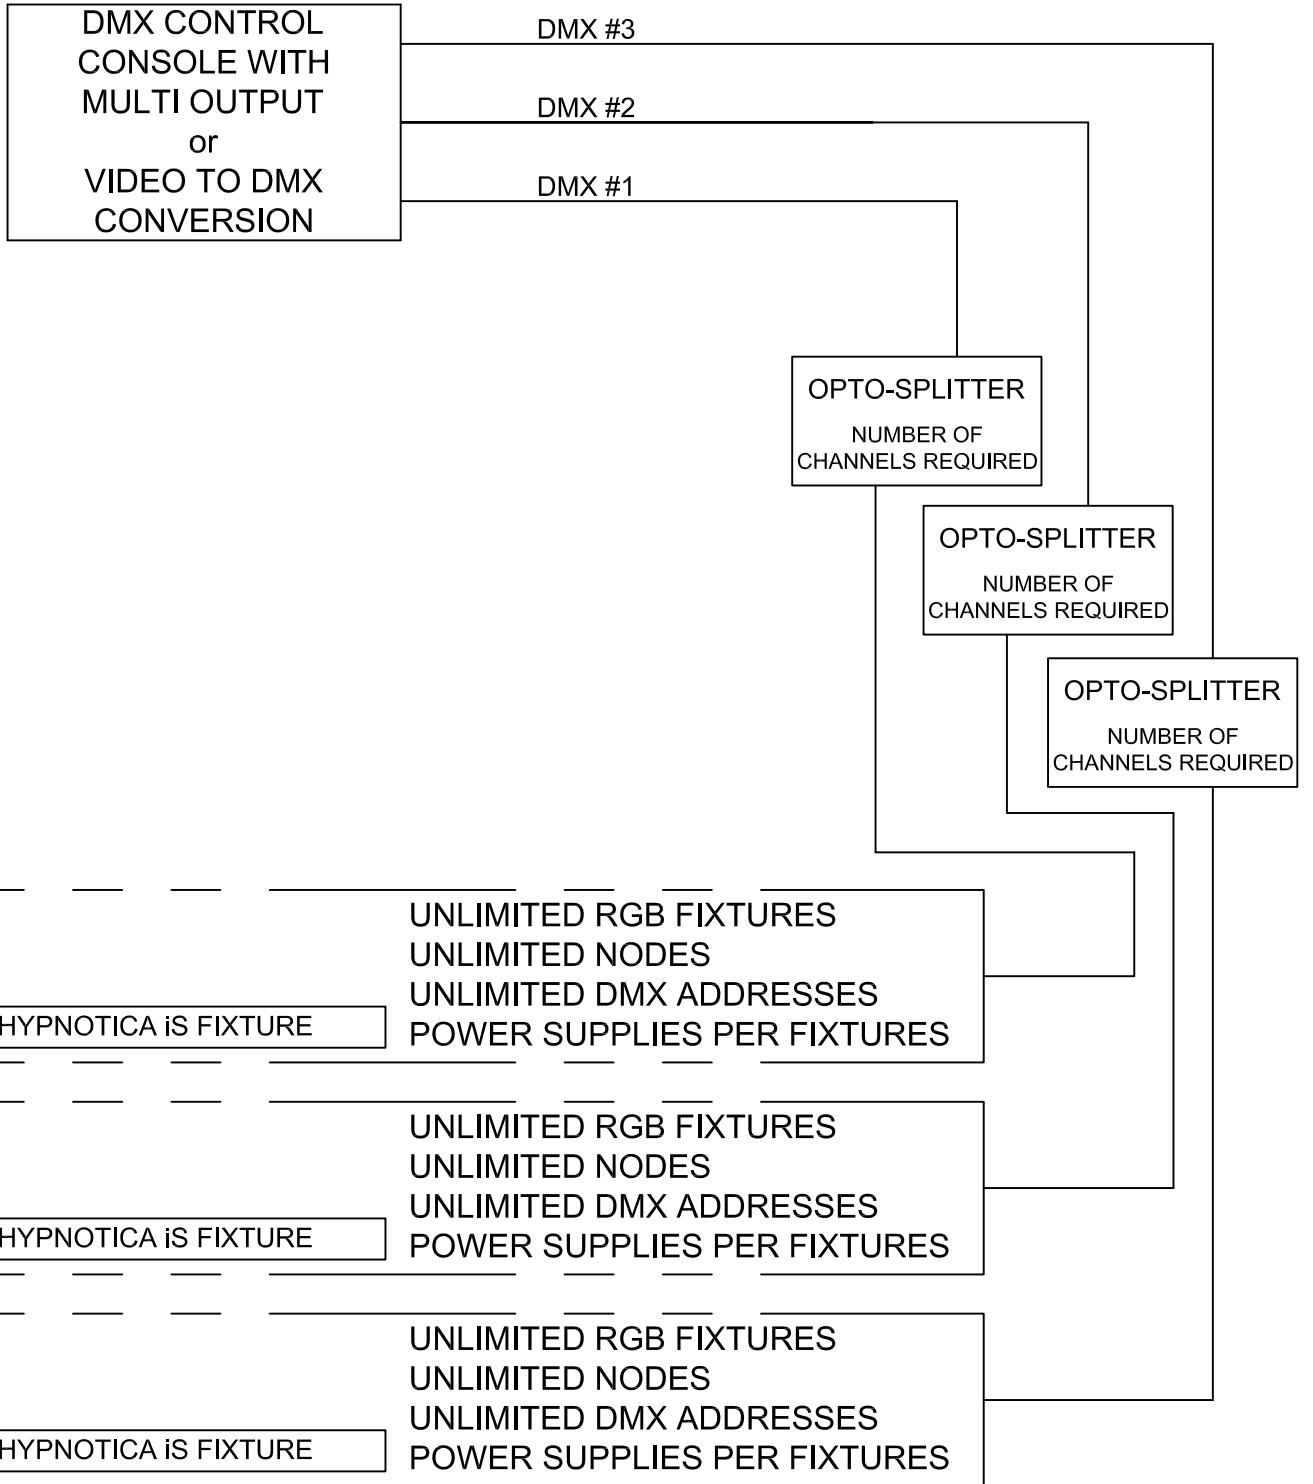 DMX CONTROL
CONSOLE WITH
MULTI OUTPUT
or
VIDEO TO DMX
CONVERSION
DMX #3
DMX #2
DMX #1
OPTO-SPLITTER
NUMBER OF
CHANNELS REQUIRED
OPTO-SPLITTER
NUMBER OF
CHANNELS REQUIRED
OPTO-SPLITTER
NUMBER OF
CHANNELS REQUIRED
UNLIMITED RGB FIXTURES
UNLIMITED NODES
UNLIMITED DMX ADDRESSES
POWER SUPPLIES PER FIXTURES
HYPNOTICA iS FIXTURE
UNLIMITED RGB FIXTURES
UNLIMITED NODES
UNLIMITED DMX ADDRESSES
POWER SUPPLIES PER FIXTURES
HYPNOTICA iS FIXTURE
UNLIMITED RGB FIXTURES
UNLIMITED NODES
UNLIMITED DMX ADDRESSES
POWER SUPPLIES PER FIXTURES
HYPNOTICA iS FIXTURE